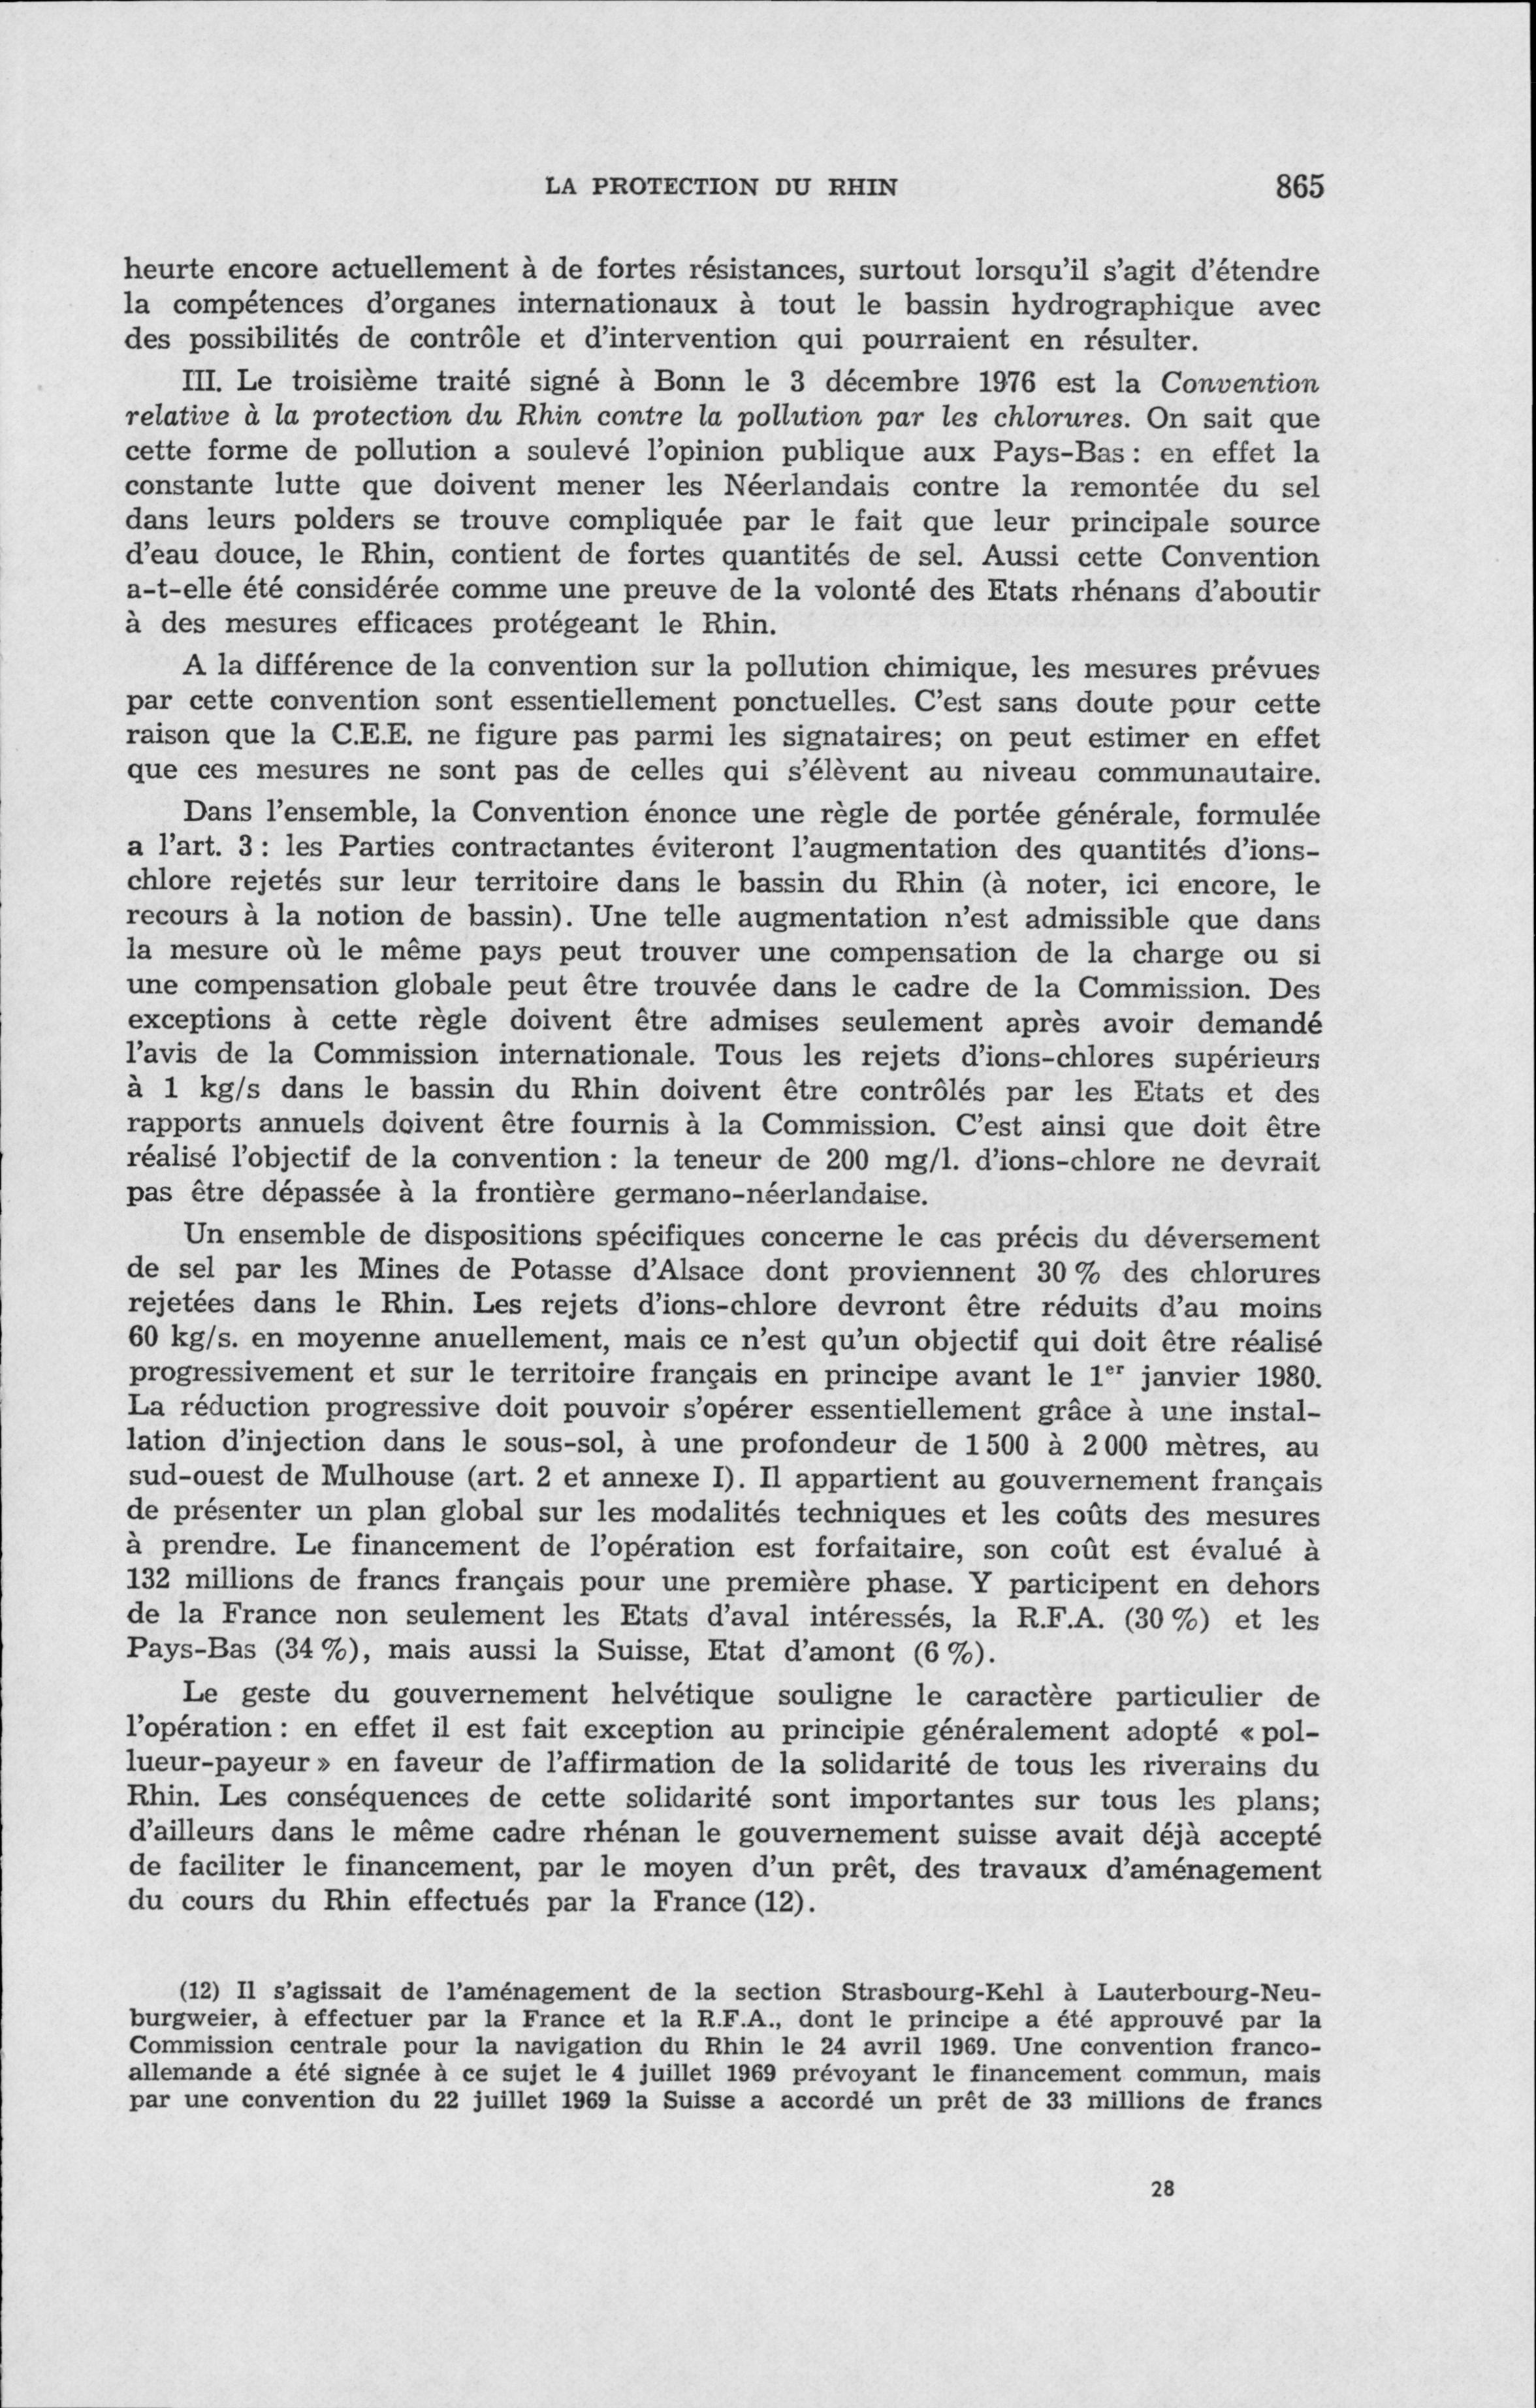 LA PROTECTION DU RHIN 865
heurte encore actuellement à de fortes résistances, surtout lorsqu'il s'agit d'étendre
la compétences d'organes internationaux à tout le bassin hydrographique avec
des possibilités de contrôle et d'intervention qui pourraient en résulter.
III. Le troisième traité signé à Bonn le 3 décembre 1976 est la Convention
relative à la protection du Rhin contre la pollution par les chlorures. On sait que
cette forme de pollution a soulevé l'opinion publique aux Pays-Bas : en effet la
constante lutte que doivent mener les Néerlandais contre la remontée du sel
dans leurs polders se trouve compliquée par le fait que leur principale source
d'eau douce, le Rhin, contient de fortes quantités de sel. Aussi cette Convention
a-t-elle été considérée comme une preuve de la volonté des Etats rhénans d'aboutir
à des mesures efficaces protégeant le Rhin.
A la différence de la convention sur la pollution chimique, les mesures prévues
par cette convention sont essentiellement ponctuelles. C'est sans doute pour cette
raison que la C.E.E. ne figure pas parmi les signataires; on peut estimer en effet
que ces mesures ne sont pas de celles qui s'élèvent au niveau communautaire.
Dans l'ensemble, la Convention énonce une règle de portée générale, formulée
a l'art. 3 : les Parties contractantes éviteront l'augmentation des quantités d'ions-
chlore rejetés sur leur territoire dans le bassin du Rhin (à noter, ici encore, le
recours à la notion de bassin). Une telle augmentation n'est admissible que dans
la mesure où le même pays peut trouver une compensation de la charge ou si
une compensation globale peut être trouvée dans le cadre de la Commission. Des
exceptions à cette règle doivent être admises seulement après avoir demandé
l'avis de la Commission internationale. Tous les rejets d'ions-chlores supérieurs
à 1 kg/s dans le bassin du Rhin doivent être contrôlés par les Etats et des
rapports annuels doivent être fournis à la Commission. C'est ainsi que doit être
réalisé l'objectif de la convention : la teneur de 200 mg/l. d'ions-chlore ne devrait
pas être dépassée à la frontière germano-néerlandaise.
Un ensemble de dispositions spécifiques concerne le cas précis du déversement
de sel par les Mines de Potasse d'Alsace dont proviennent 30 % des chlorures
rejetées dans le Rhin. Les rejets d'ions-chlore devront être réduits d'au moins
60 kg/s. en moyenne anuellement, mais ce n'est qu'un objectif qui doit être réalisé
progressivement et sur le territoire français en principe avant le 1er janvier 1980.
La réduction progressive doit pouvoir s'opérer essentiellement grâce à une instal-
lation d'injection dans le sous-sol, à une profondeur de 1 500 à 2 000 mètres, au
sud-ouest de Mulhouse (art. 2 et annexe I). Il appartient au gouvernement français
de présenter un plan global sur les modalités techniques et les coûts des mesures
à prendre. Le financement de l'opération est forfaitaire, son coût est évalué à
132 millions de francs français pour une première phase. Y participent en dehors
de la France non seulement les Etats d'aval intéressés, la R.F.A. (30 %) et les
Pays-Bas (34 %), mais aussi la Suisse, Etat d'amont (6 %).
Le geste du gouvernement helvétique souligne le caractère particulier de
l'opération : en effet il est fait exception au principie généralement adopté « pol-
lueur-payeur » en faveur de l'affirmation de la solidarité de tous les riverains du
Rhin. Les conséquences de cette solidarité sont importantes sur tous les plans;
d'ailleurs dans le même cadre rhénan le gouvernement suisse avait déjà accepté
de faciliter le financement, par le moyen d'un prêt, des travaux d'aménagement
du cours du Rhin effectués par la France (12).
(12) Il s'agissait de l'aménagement de la section Strasbourg-Kehl à Lauterbourg-Neu-
burgweier, à effectuer par la France et la R.F.A., dont le principe a été approuvé par la
Commission centrale pour la navigation du Rhin le 24 avril 1969. Une convention franco-
allemande a été signée à ce sujet le 4 juillet 1969 prévoyant le financement commun, mais
par une convention du 22 juillet 1969 la Suisse a accordé un prêt de 33 millions de francs
28